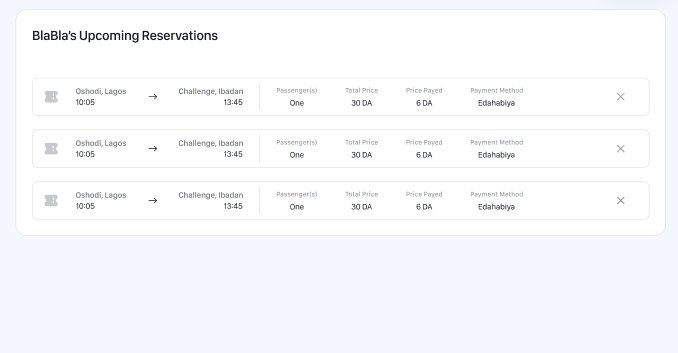 BlaBla's Upcoming Reservations
Oshodi, Lagos → Challenge, Ibadan Passenger(s) Total Price Price Payed Payment Method
10:05 13:45 One 30 DA 6 DA Edahabiya
Oshodi, Lagos → Challenge, Ibadan Passenger(s) Total Price Price Payed Payment Method
10:05 13:45 One 30 DA 6 DA Edahabiya
Oshodi, Lagos → Challenge, Ibadan Passenger(s) Total Price Price Payed Payment Method
10:05 13:45 One 30 DA 6 DA Edahabiya